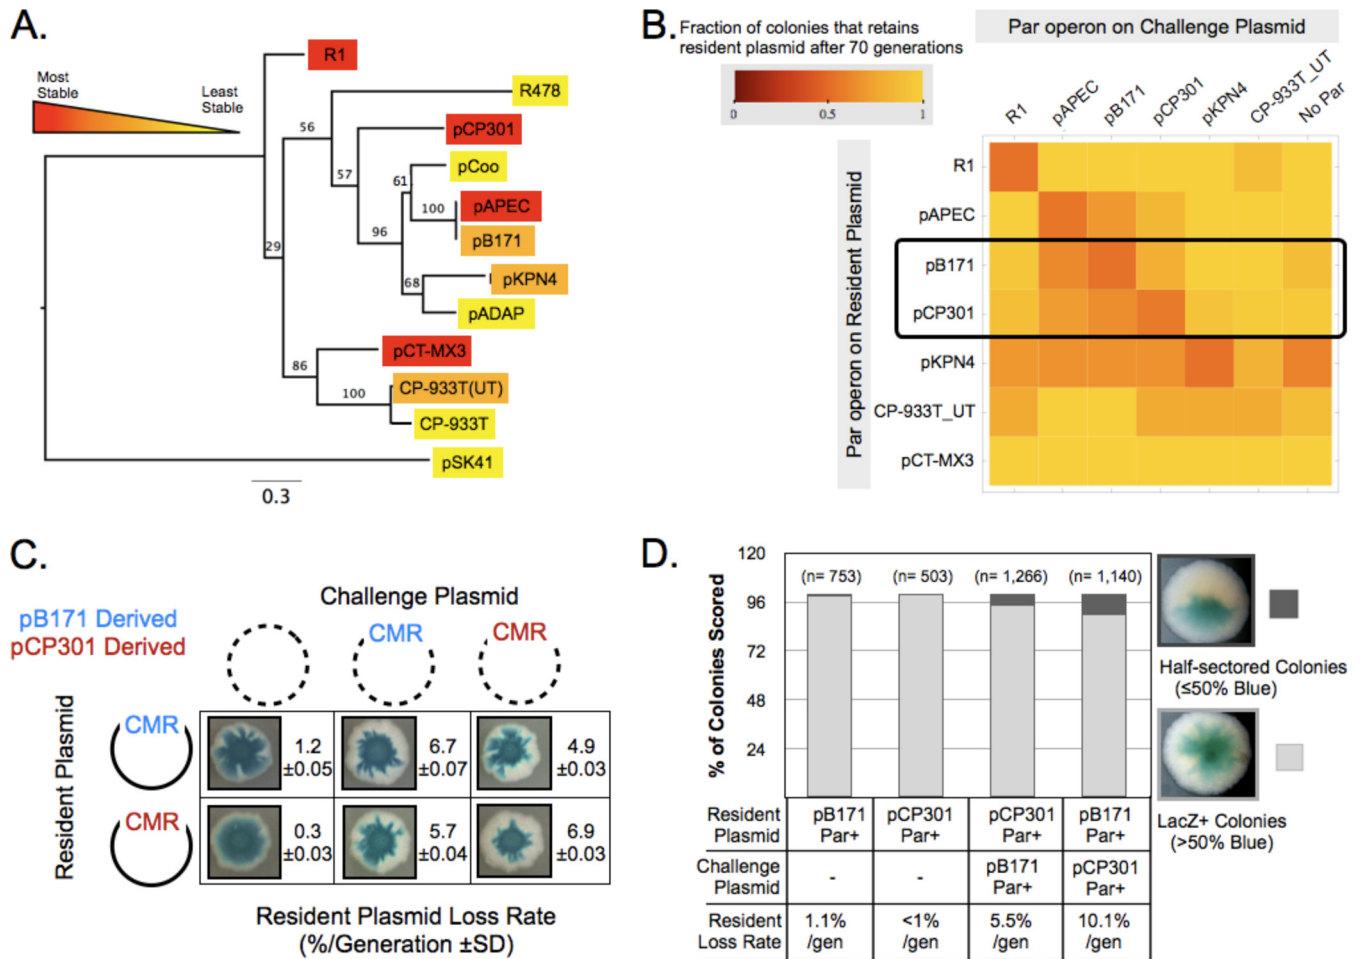 A.
Most
Stable
Least
Stable
R1
R478
56
pCP301
57
pCoo
61
pAPEC
100
pB171
96
29
pKPN4
68
pADAP
pCT-MX3
86
CP-933T(UT)
100
CP-933T
pSK41
0.3
B.
Fraction of colonies that retains
resident plasmid after 70 generations
0 0.5 1
Par operon on Challenge Plasmid
R1 pAPEC pB171 pCP301 pKPN4 CP-933T_UT No Par
Par operon on Resident Plasmid
R1
pAPEC
pB171
pCP301
pKPN4
CP-933T_UT
pCT-MX3
C.
pB171 Derived
pCP301 Derived
Challenge Plasmid
CMR CMR
Resident Plasmid
CMR
1.2 6.7 4.9
±0.05 ±0.07 ±0.03
CMR
0.3 5.7 6.9
±0.03 ±0.04 ±0.03
Resident Plasmid Loss Rate
(%/Generation ±SD)
D.
% of Colonies Scored
120
96
72
48
24
(n= 753) (n= 503) (n= 1,266) (n= 1,140)
Half-sectored Colonies
(≤50% Blue)
LacZ+ Colonies
(>50% Blue)
Resident pB171 pCP301 pCP301 pB171
Plasmid Par+ Par+ Par+ Par+
Challenge - - pB171 pCP301
Plasmid Par+ Par+
Resident 1.1% <1% 5.5% 10.1%
Loss Rate /gen /gen /gen /gen